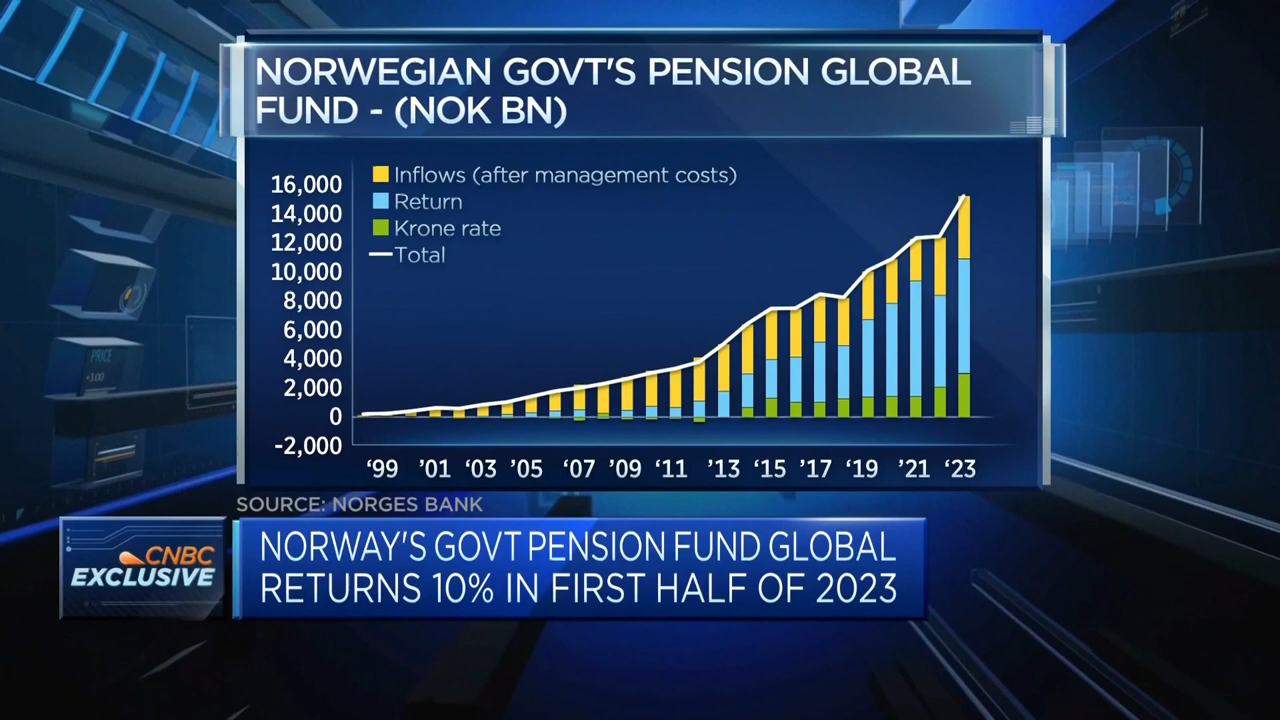 NORWEGIAN GOVT'S PENSION GLOBAL
FUND - (NOK BN)
Inflows (after management costs)
Return
Krone rate
Total
16,000
14,000
12,000
10,000
8,000
6,000
4,000
2,000
0
-2,000
‘99 ’01 ‘03 ‘05 ‘07 ‘09 ‘11 ’13 ‘15 ‘17 ‘19 ’21 ‘23
SOURCE: NORGES BANK
CNBC
EXCLUSIVE
NORWAY'S GOVT PENSION FUND GLOBAL
RETURNS 10% IN FIRST HALF OF 2023
PRICE